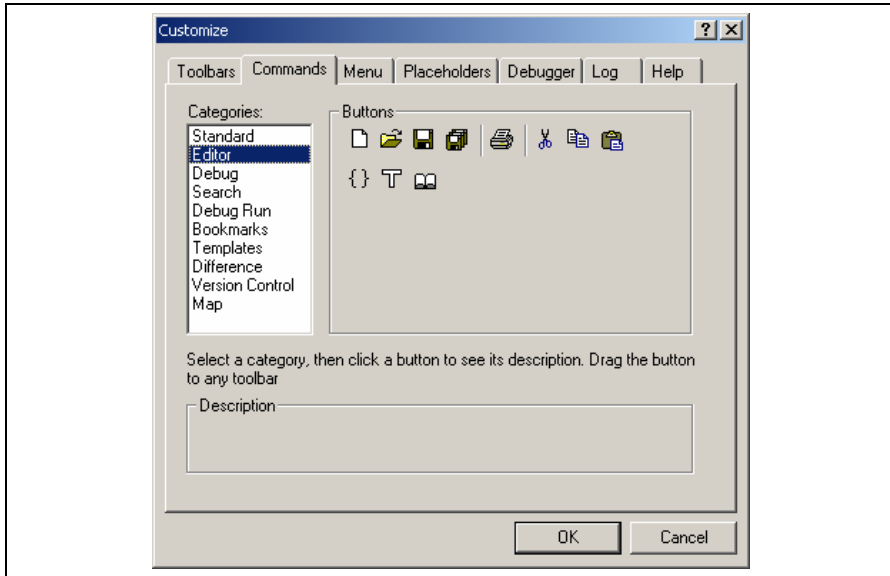 Customize
Toolbars Commands Menu Placeholders Debugger Log Help
Categories:
Standard
Editor
Debug
Search
Debug Run
Bookmarks
Templates
Difference
Version Control
Map
Buttons
{} T
Select a category, then click a button to see its description. Drag the button
to any toolbar
Description
OK Cancel